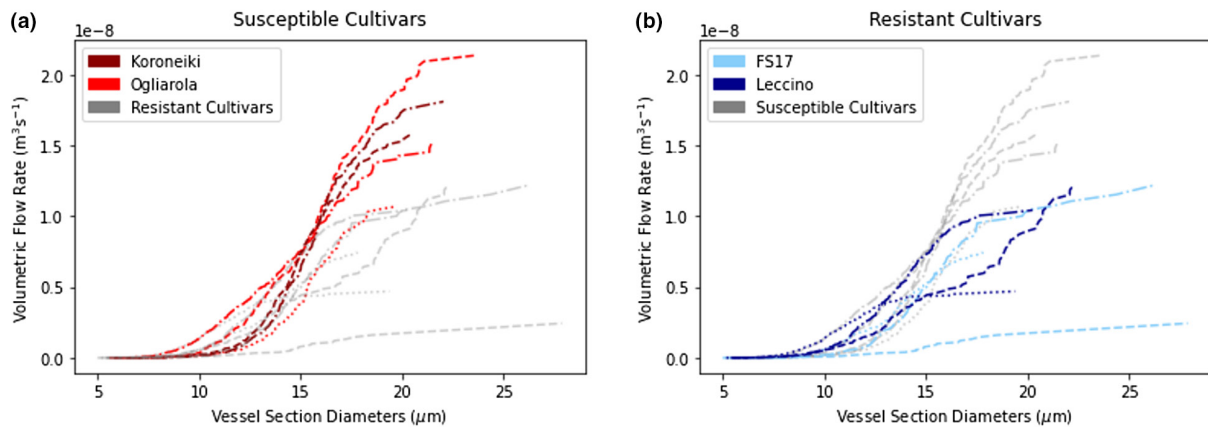 (a)
Susceptible Cultivars
1e−8
Koroneiki
Ogliarola
Resistant Cultivars
2.0
1.5
1.0
0.5
0.0
Volumetric Flow Rate (m³s⁻¹)
5 10 15 20 25
Vessel Section Diameters (μm)
(b)
Resistant Cultivars
1e−8
FS17
Leccino
Susceptible Cultivars
2.0
1.5
1.0
0.5
0.0
Volumetric Flow Rate (m³s⁻¹)
5 10 15 20 25
Vessel Section Diameters (μm)